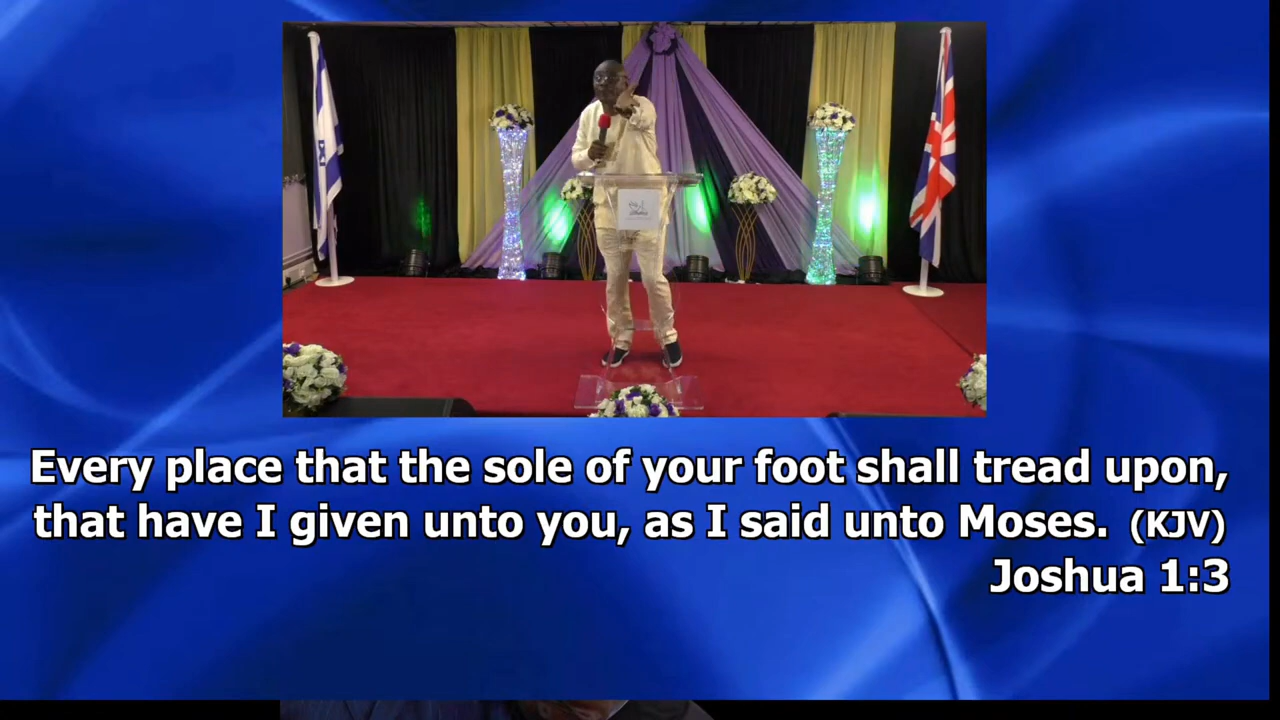 Every place that the sole of your foot shall tread upon,
that have I given unto you, as I said unto Moses. (KJV)
Joshua 1:3